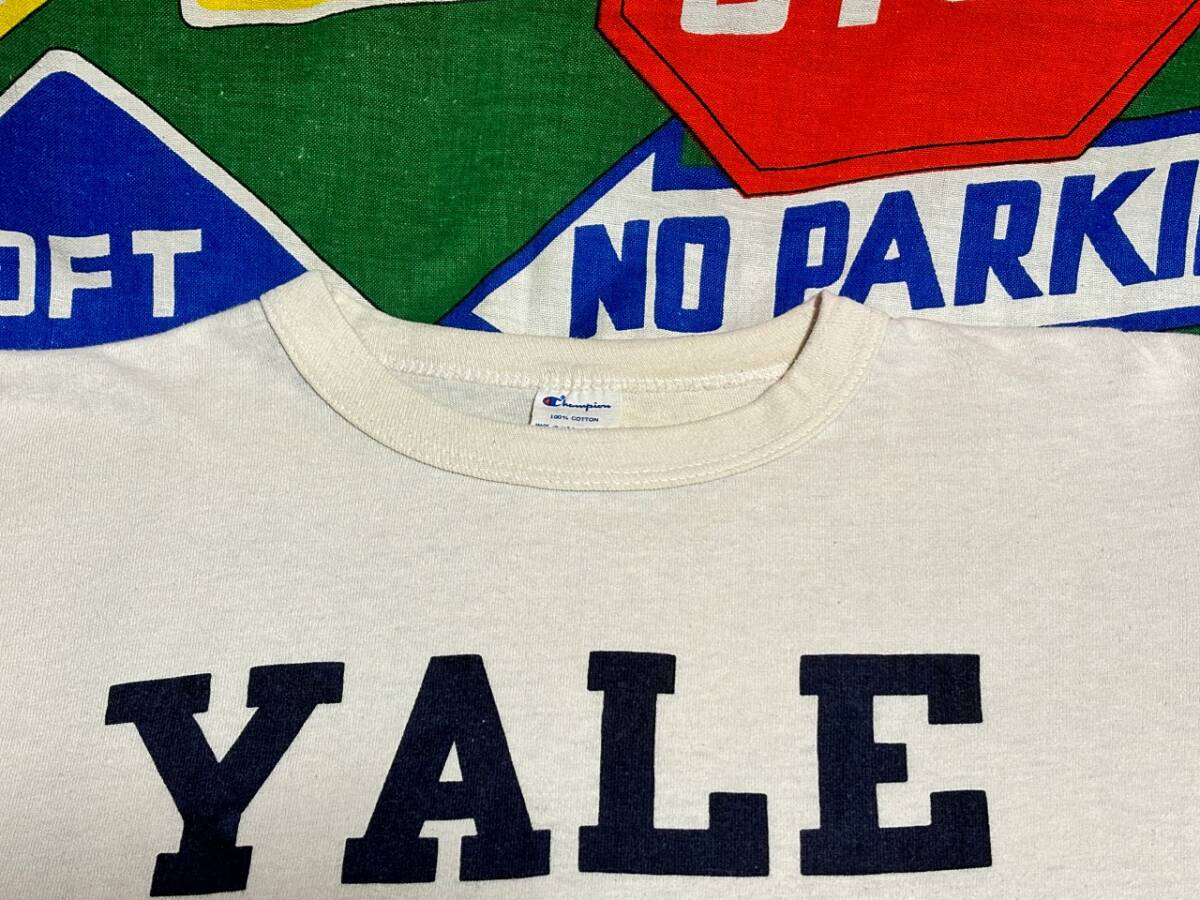 NO PARKI
OFT
Champion
100% COTTON
YALE